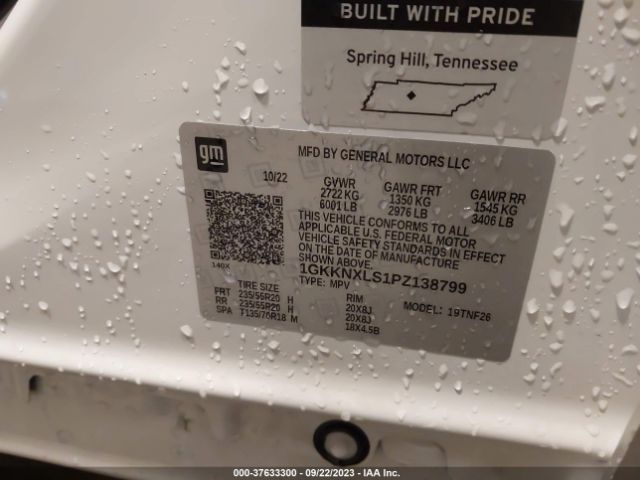 BUILT WITH PRIDE
Spring Hill, Tennessee
gm
MFD BY GENERAL MOTORS LLC
10/22
GVWR GAWR FRT GAWR RR
2722 KG 1350 KG 1545 KG
6001 LB 2976 LB 3406 LB
THIS VEHICLE CONFORMS TO ALL
APPLICABLE U.S. FEDERAL MOTOR
VEHICLE SAFETY STANDARDS IN EFFECT
ON THE DATE OF MANUFACTURE SHOWN ABOVE.
1GKKNXLS1PZ138799
TYPE: MPV
140X
TIRE SIZE RIM MODEL: 19TNF26
FRT 235/55R20 H 20X8J
RR 235/55R20 H 20X8J
SPA T135/70R18 M 18X4.5B
000-37633300 - 09/22/2023 - IAA Inc.